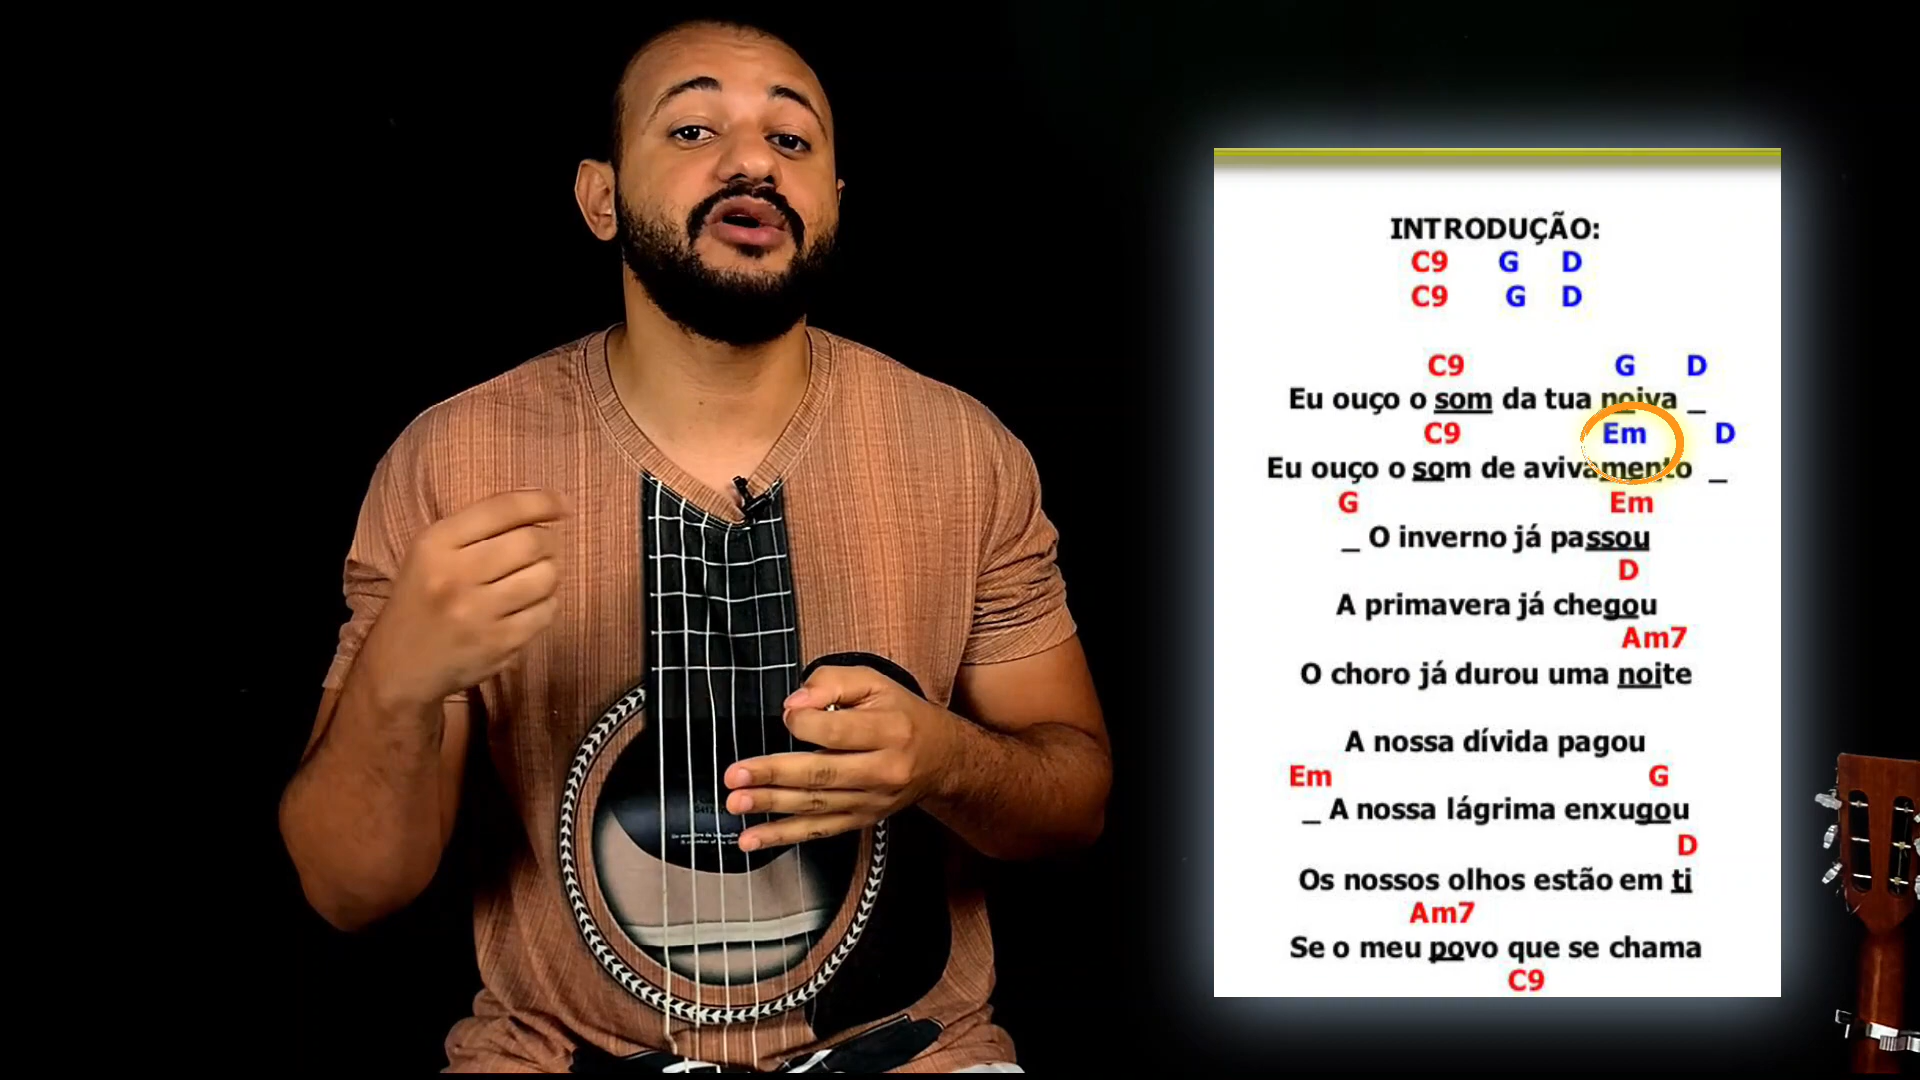 INTRODUÇÃO:
C9 G D
C9 G D
C9 G D
Eu ouço o som da tua noiva _
C9 Em D
Eu ouço o som de avivamento _
G Em
_ O inverno já passou
D
A primavera já chegou
Am7
O choro já durou uma noite
A nossa dívida pagou
Em G
_ A nossa lágrima enxugou
D
Os nossos olhos estão em ti
Am7
Se o meu povo que se chama
C9